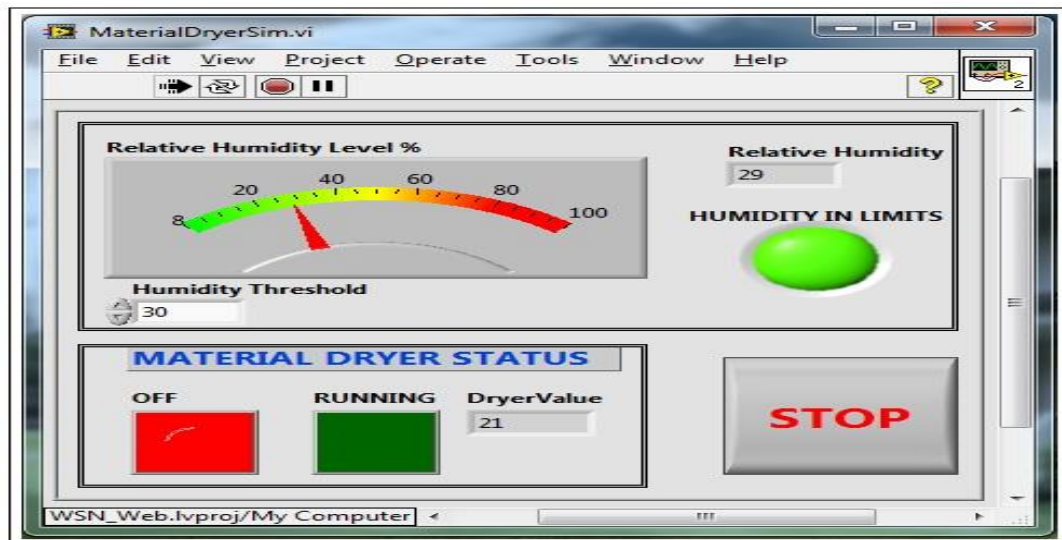 MaterialDryerSim.vi
File Edit View Project Operate Tools Window Help
2
Relative Humidity Level %
8 20 40 60 80 100
Relative Humidity
29
HUMIDITY IN LIMITS
Humidity Threshold
30
MATERIAL DRYER STATUS
OFF RUNNING DryerValue
21
STOP
WSN_Web.lvproj/My Computer